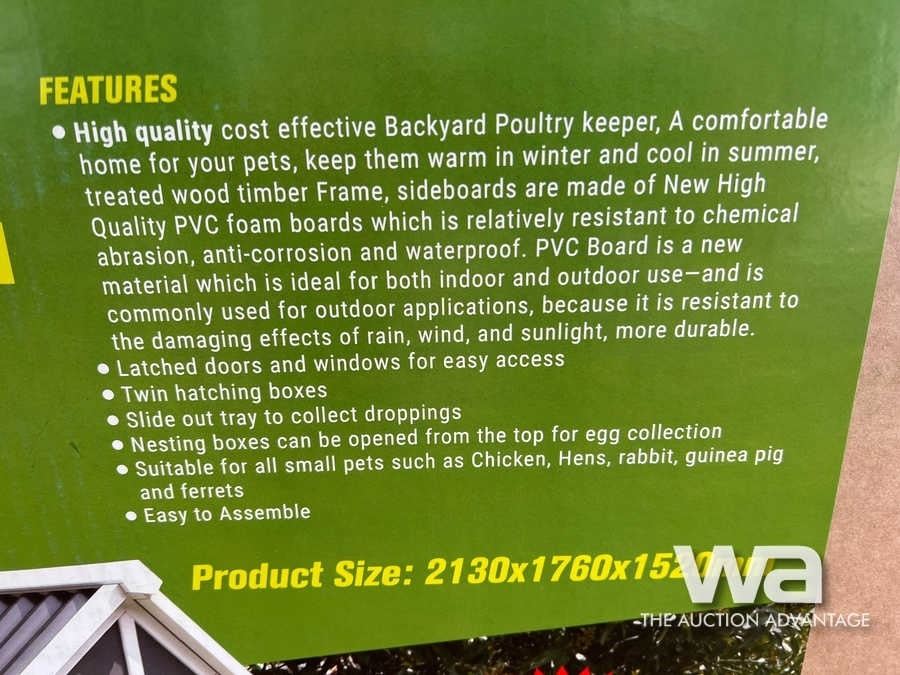 FEATURES
• High quality cost effective Backyard Poultry keeper, A comfortable
home for your pets, keep them warm in winter and cool in summer,
treated wood timber Frame, sideboards are made of New High
Quality PVC foam boards which is relatively resistant to chemical
abrasion, anti-corrosion and waterproof. PVC Board is a new
material which is ideal for both indoor and outdoor use—and is
commonly used for outdoor applications, because it is resistant to
the damaging effects of rain, wind, and sunlight, more durable.
• Latched doors and windows for easy access
• Twin hatching boxes
• Slide out tray to collect droppings
• Nesting boxes can be opened from the top for egg collection
• Suitable for all small pets such as Chicken, Hens, rabbit, guinea pig
and ferrets
• Easy to Assemble
Product Size: 2130x1760x1520
wa
THE AUCTION ADVANTAGE